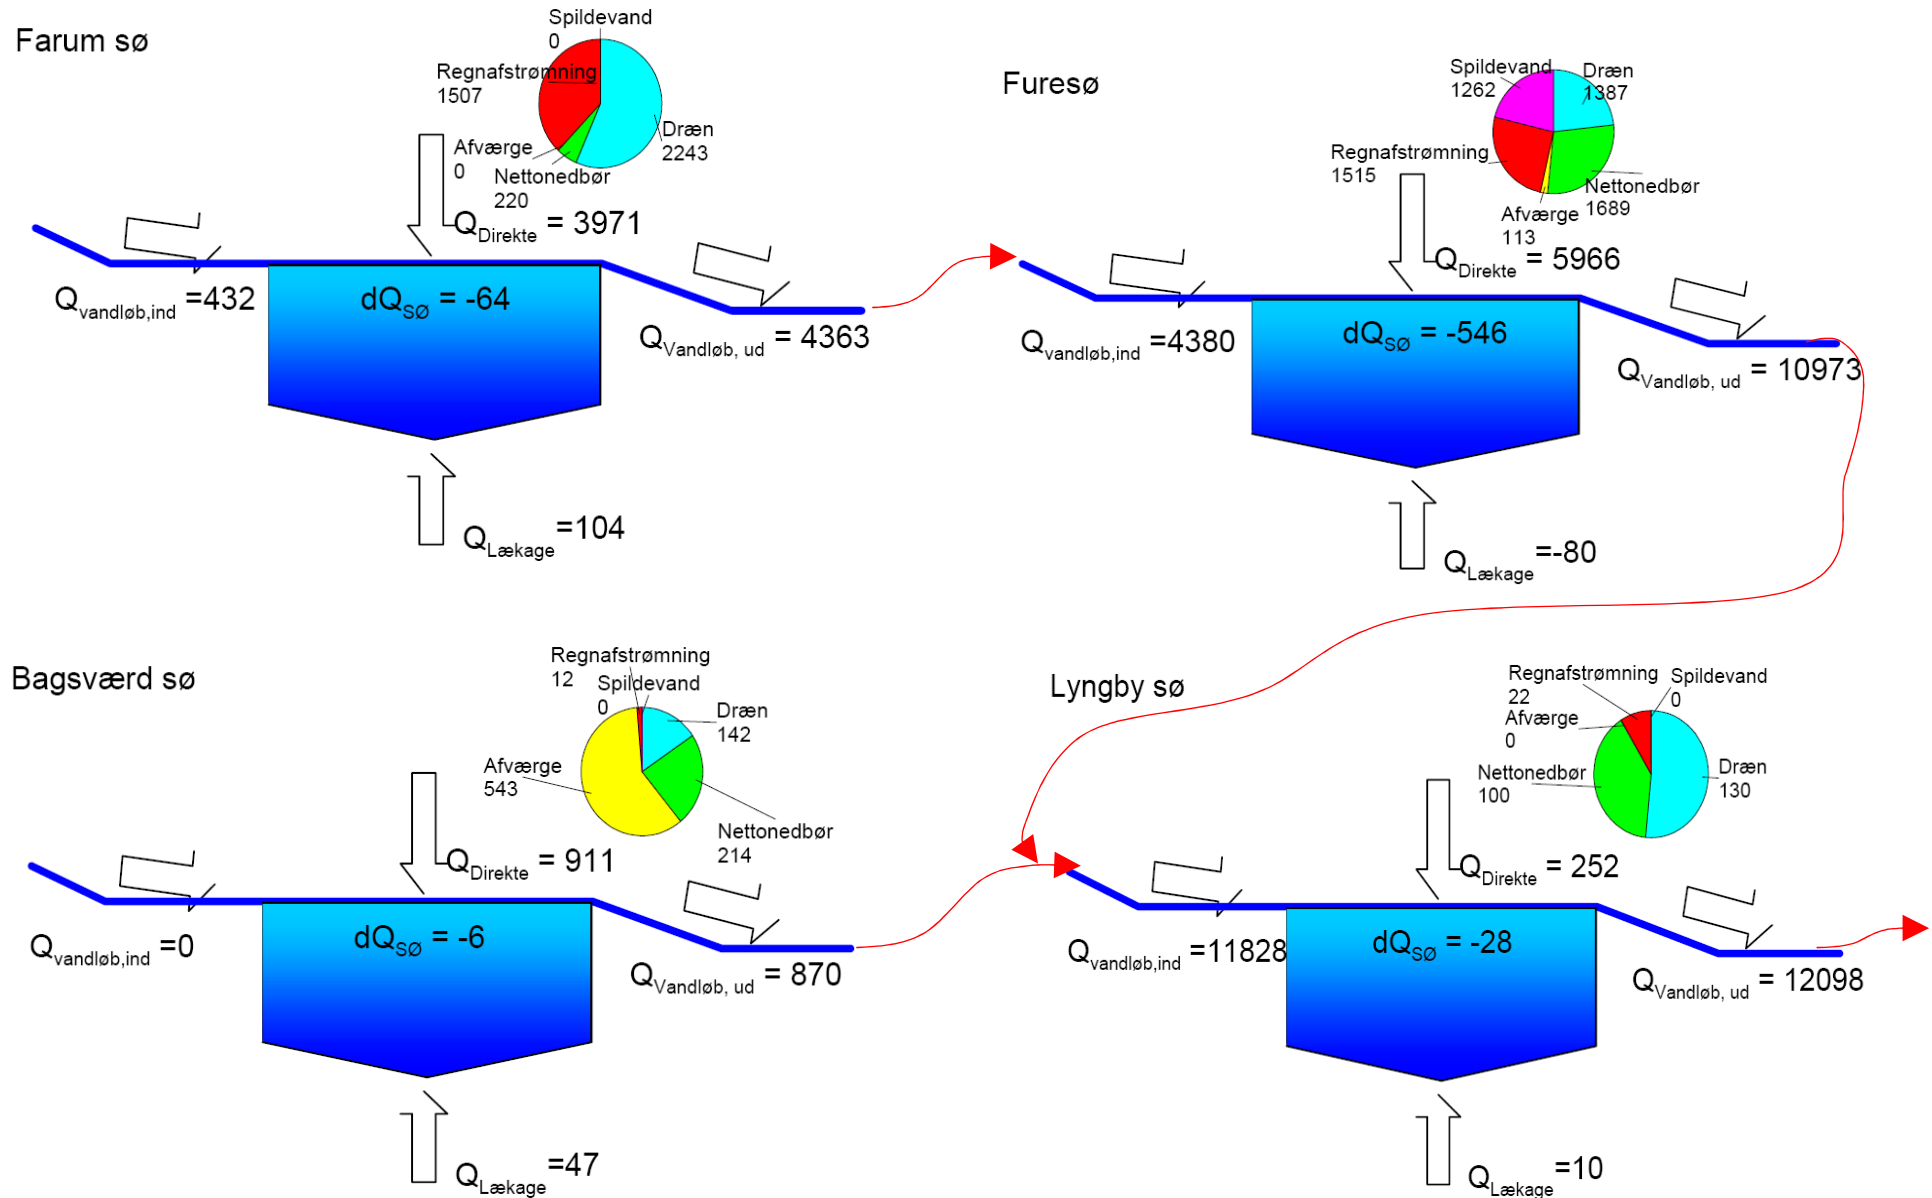 Farum sø
Spildevand
0
Regnafstrømning
1507
Afværge
0
Nettonedbør
220
Dræn
2243
QDirekte = 3971
Qvandløb,ind =432
dQsø = -64
QVandløb, ud = 4363
QLækage =104
Furesø
Spildevand
1262
Dræn
1387
Regnafstrømning
1515
Nettonedbør
1689
Afværge
113
QDirekte = 5966
Qvandløb,ind =4380
dQsø = -546
QVandløb, ud = 10973
QLækage =-80
Bagsværd sø
Regnafstrømning
12
Spildevand
0
Dræn
142
Afværge
543
Nettonedbør
214
QDirekte = 911
Qvandløb,ind =0
dQsø = -6
QVandløb, ud = 870
QLækage =47
Lyngby sø
Regnafstrømning
22
Spildevand
0
Afværge
0
Nettonedbør
100
Dræn
130
QDirekte = 252
Qvandløb,ind =11828
dQsø = -28
QVandløb, ud = 12098
QLækage =10